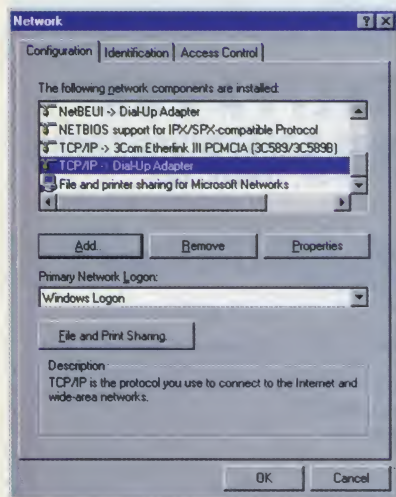 Network
Configuration Identification Access Control
The following network components are installed:
NetBEUI -> Dial-Up Adapter
NETBIOS support for IPX/SPX-compatible Protocol
TCP/IP -> 3Com Etherlink III PCMCIA (3C589/3C589B)
TCP/IP -> Dial-Up Adapter
File and printer sharing for Microsoft Networks
Add... Remove Properties
Primary Network Logon:
Windows Logon
File and Print Sharing...
Description
TCP/IP is the protocol you use to connect to the Internet and
wide-area networks.
OK Cancel